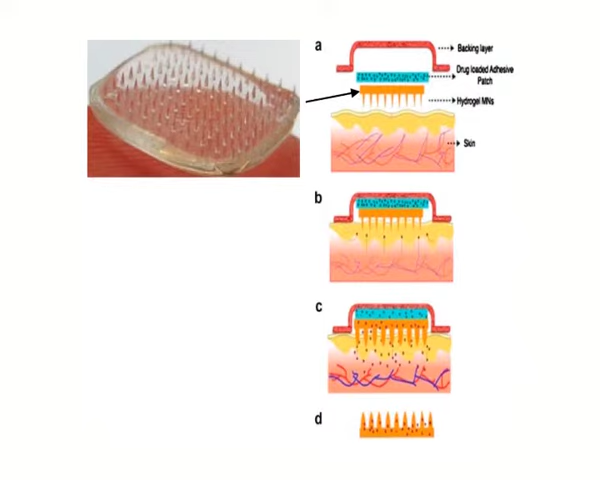 a
Backing layer
Drug loaded Adhesive
Patch
Hydrogel MNs
Skin
b
c
d